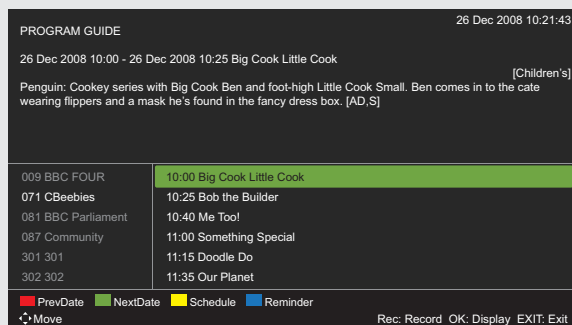 PROGRAM GUIDE
26 Dec 2008 10:21:43
26 Dec 2008 10:00 - 26 Dec 2008 10:25 Big Cook Little Cook
[Children's]
Penguin: Cookey series with Big Cook Ben and foot-high Little Cook Small. Ben comes in to the cate
wearing flippers and a mask he's found in the fancy dress box. [AD,S]
009 BBC FOUR 10:00 Big Cook Little Cook
071 CBeebies 10:25 Bob the Builder
081 BBC Parliament 10:40 Me Too!
087 Community 11:00 Something Special
301 301 11:15 Doodle Do
302 302 11:35 Our Planet
PrevDate NextDate Schedule Reminder
Move Rec: Record OK: Display EXIT: Exit